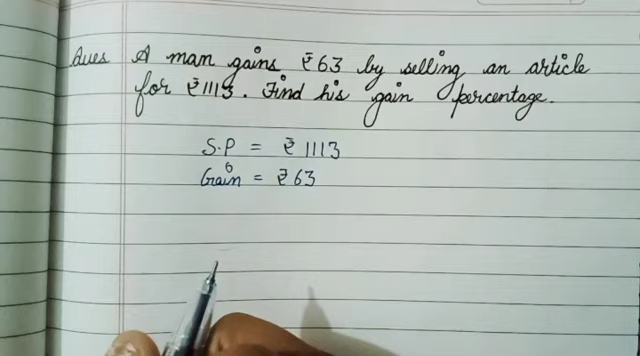 Ques A man gains ₹63 by selling an article
for ₹1113. Find his gain percentage.
S.P = ₹1113
Gain = ₹63